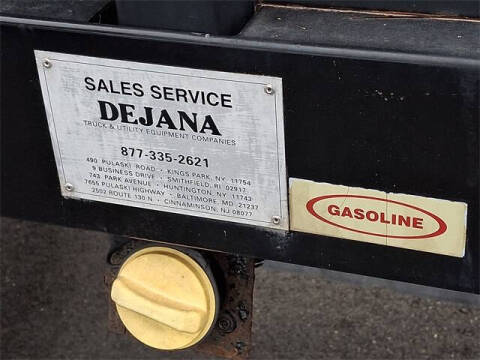 SALES SERVICE
DEJANA
TRUCK & UTILITY EQUIPMENT COMPANIES
877-335-2621
490 PULASKI ROAD • KINGS PARK, NY. 11754
9 BUSINESS DRIVE • SMITHFIELD, RI 02917
743 PARK AVENUE • HUNTINGTON, NY 11743
7655 PULASKI HIGHWAY • BALTIMORE, MD. 21237
2502 ROUTE 130 N. • CINNAMINSON, NJ 08077
GASOLINE